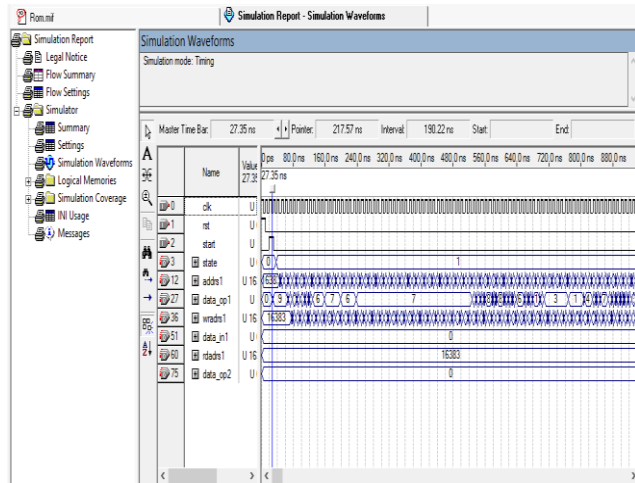 Rom.mif
Simulation Report - Simulation Waveforms
Simulation Report
Legal Notice
Flow Summary
Flow Settings
Simulator
Summary
Settings
Simulation Waveforms
Logical Memories
Simulation Coverage
INI Usage
Messages
Simulation Waveforms
Simulation mode: Timing
Master Time Bar: 27.35 ns Pointer: 217.57 ns Interval: 190.22 ns Start: End:
Name Value 27.35
0 ps 80.0 ns 160.0 ns 240.0 ns 320.0 ns 400.0 ns 480.0 ns 560.0 ns 640.0 ns 720.0 ns 800.0 ns 880.0 ns
27.35 ns
0 clk U
1 rst U
2 start U
3 state U 0 1
12 addrs1 U 16
27 data_op1 U 0 9 6 7 6 7 8 8 6 1 3 1 4 7
36 wradrs1 U 16 16383
51 data_in1 U 0
60 rdadrs1 U 16 16383
75 data_op2 U 0